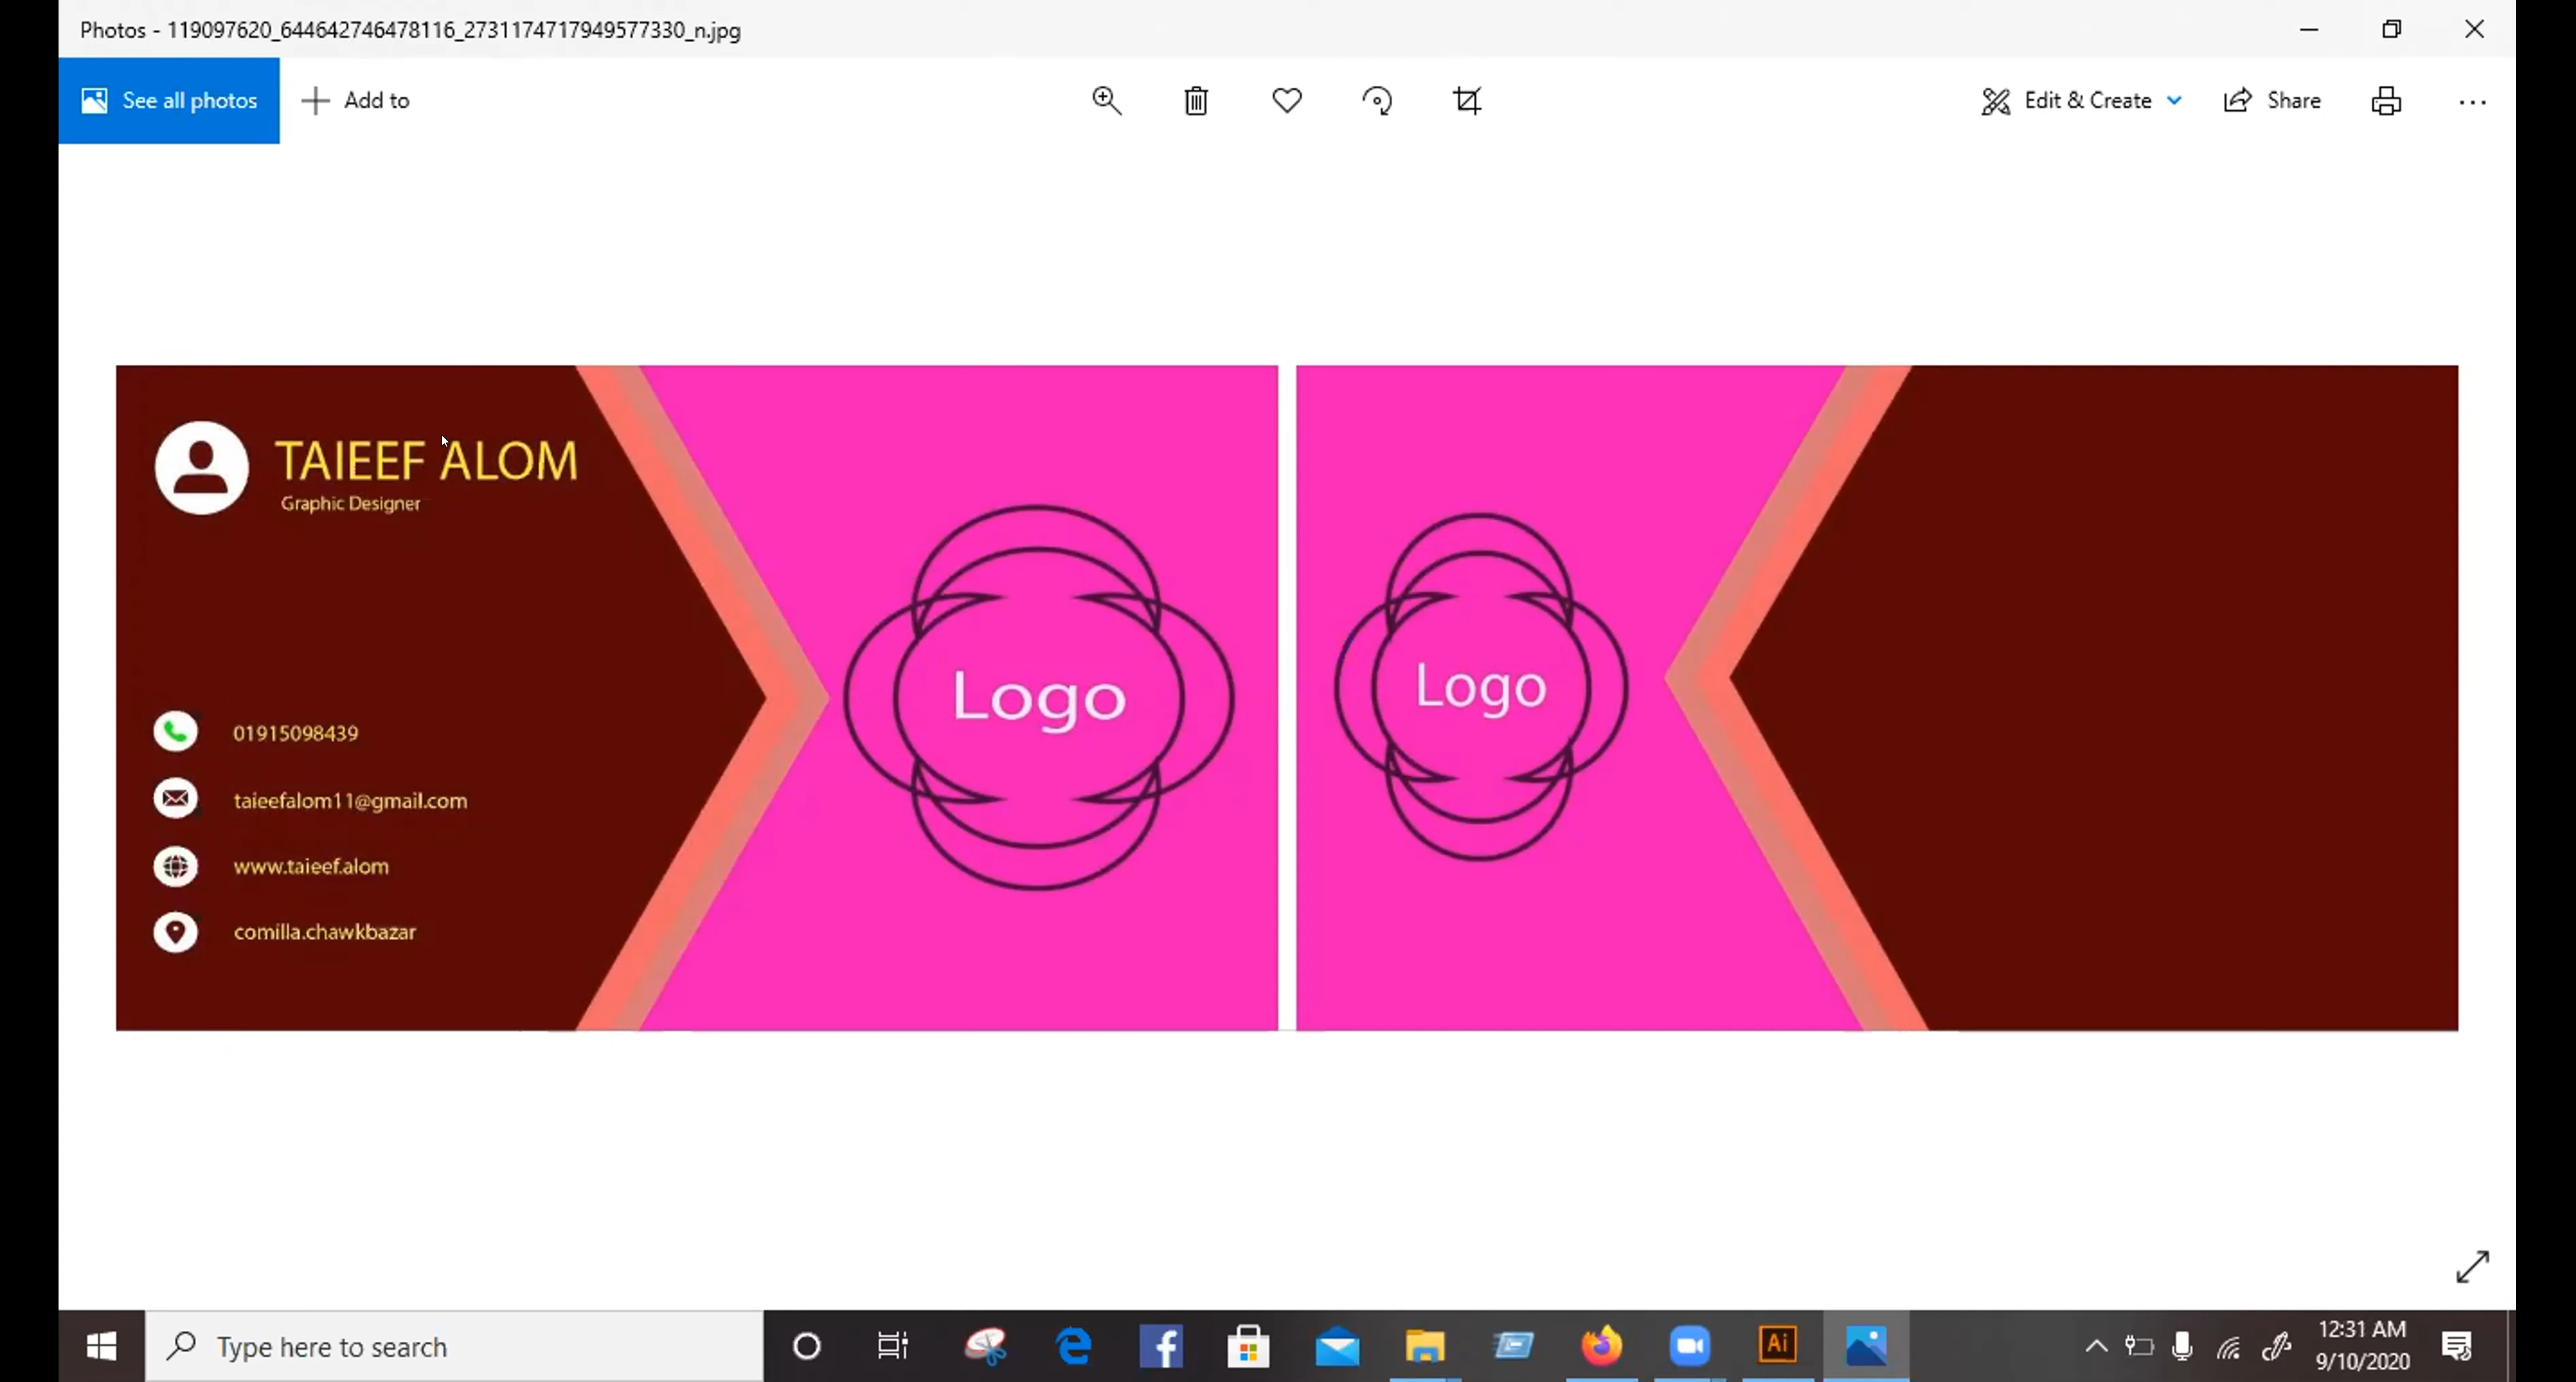 Photos - 119097620_644642746478116_2731174717949577330_n.jpg
See all photos
Add to
Edit & Create
Share
TAIEEF ALOM
Graphic Designer
01915098439
taieefalom11@gmail.com
www.taieef.alom
comilla.chawkbazar
Logo
Logo
Type here to search
Ai
12:31 AM
9/10/2020